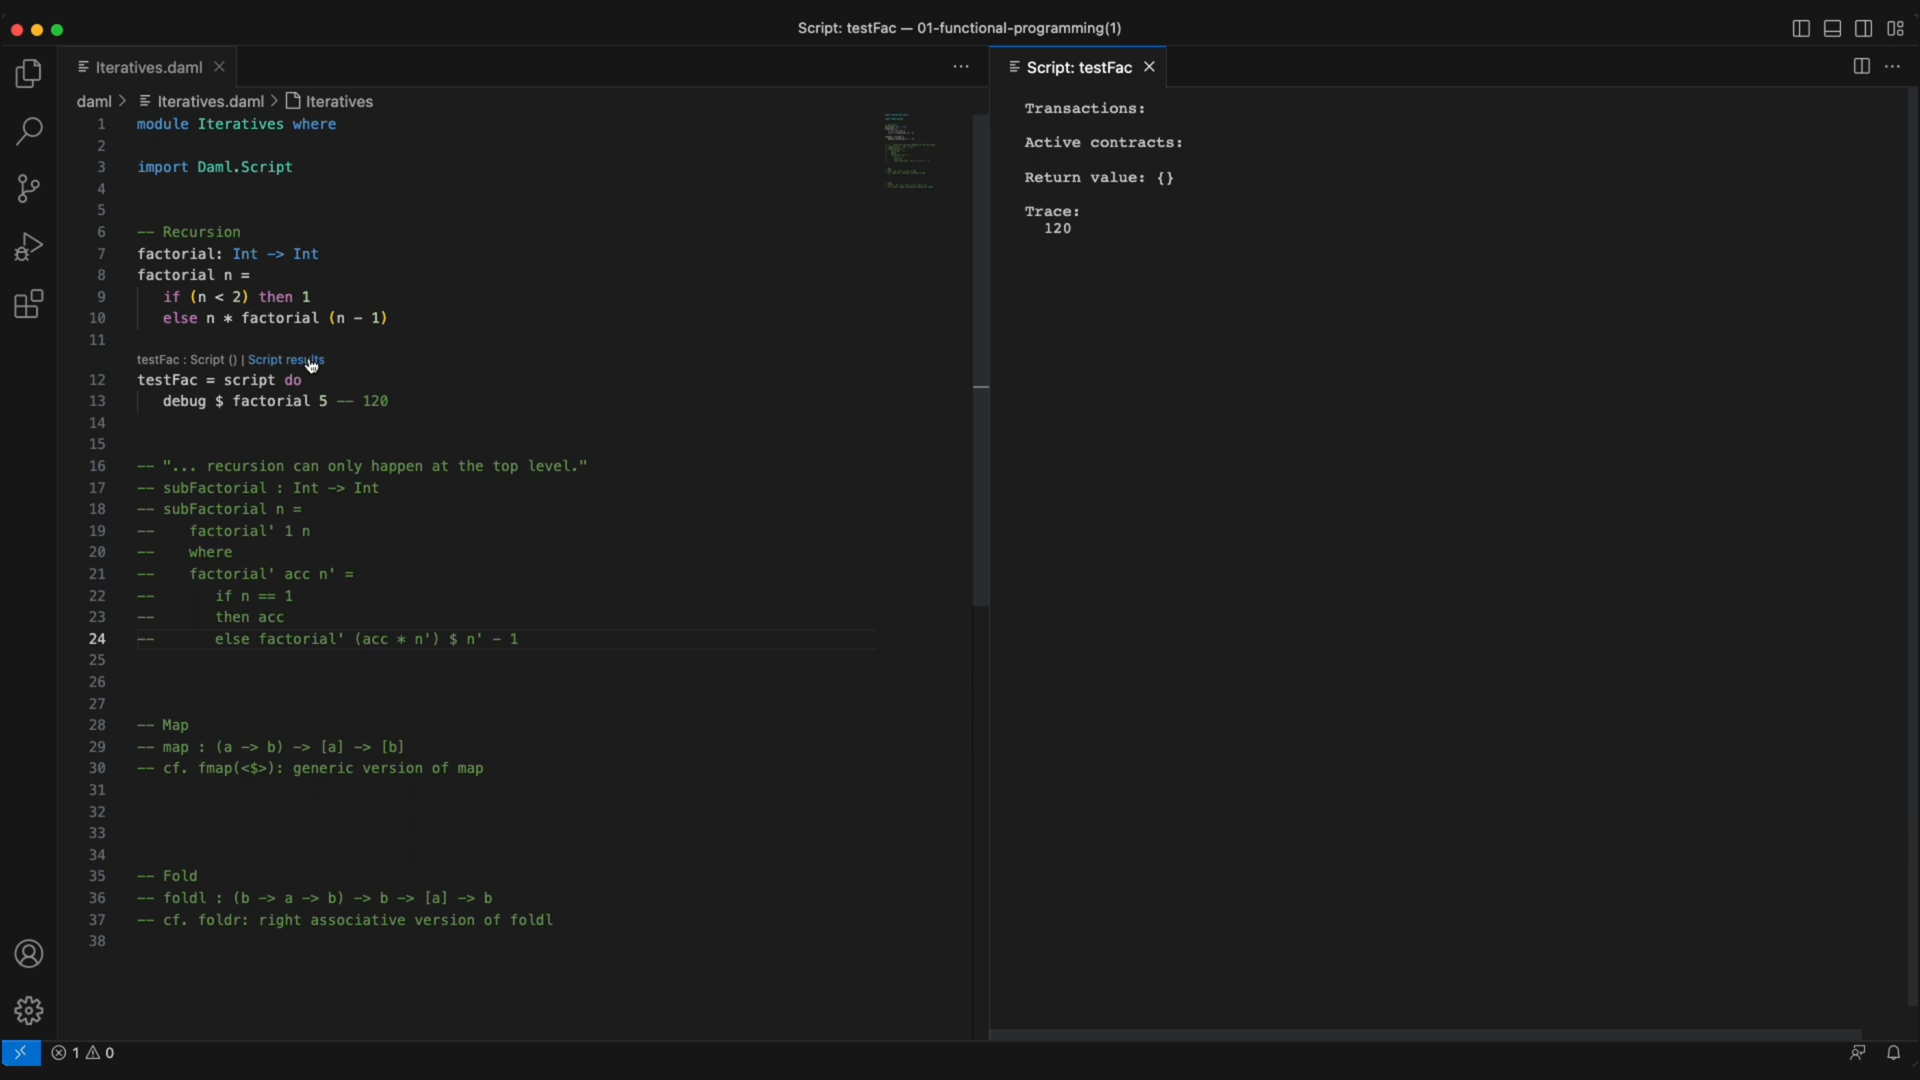 Script: testFac — 01-functional-programming(1)
Iteratives.daml
daml > Iteratives.daml > Iteratives
1 module Iteratives where
2
3 import Daml.Script
4
5
6 -- Recursion
7 factorial: Int -> Int
8 factorial n =
9 if (n < 2) then 1
10 else n * factorial (n - 1)
11
testFac : Script () | Script results
12 testFac = script do
13 debug $ factorial 5 -- 120
14
15
16 -- "... recursion can only happen at the top level."
17 -- subFactorial : Int -> Int
18 -- subFactorial n =
19 -- factorial' 1 n
20 -- where
21 -- factorial' acc n' =
22 -- if n == 1
23 -- then acc
24 -- else factorial' (acc * n') $ n' - 1
25
26
27
28 -- Map
29 -- map : (a -> b) -> [a] -> [b]
30 -- cf. fmap(<$>): generic version of map
31
32
33
34
35 -- Fold
36 -- foldl : (b -> a -> b) -> b -> [a] -> b
37 -- cf. foldr: right associative version of foldl
38
Script: testFac
Transactions:
Active contracts:
Return value: {}
Trace:
120
1 0